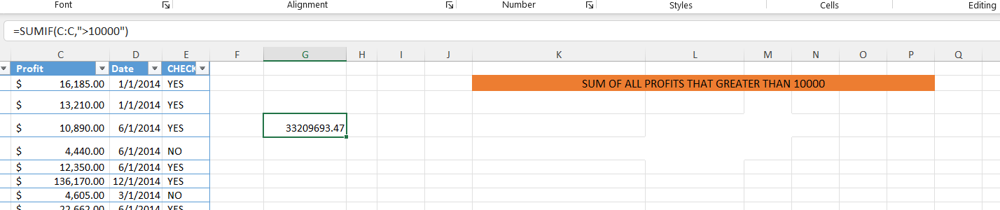 Font Alignment Number Styles Cells Editing
=SUMIF(C:C,">10000")
C D E F G H I J K L M N O P Q
Profit Date CHECK
$ 16,185.00 1/1/2014 YES SUM OF ALL PROFITS THAT GREATER THAN 10000
$ 13,210.00 1/1/2014 YES
$ 10,890.00 6/1/2014 YES 33209693.47
$ 4,440.00 6/1/2014 NO
$ 12,350.00 6/1/2014 YES
$ 136,170.00 12/1/2014 YES
$ 4,605.00 3/1/2014 NO
$ 22,662.00 6/1/2014 YES